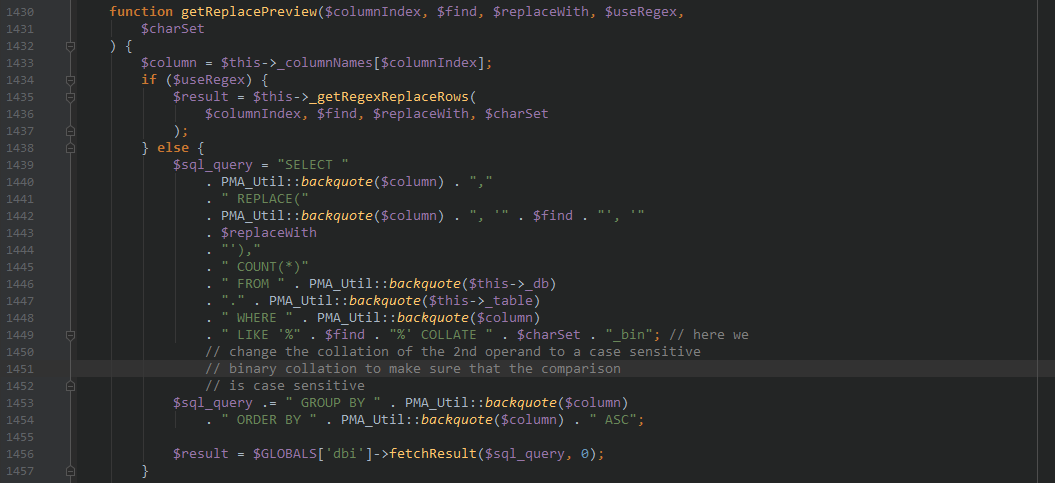 1430 function getReplacePreview($columnIndex, $find, $replaceWith, $useRegex,
1431 $charSet
1432 ) {
1433 $column = $this->_columnNames[$columnIndex];
1434 if ($useRegex) {
1435 $result = $this->_getRegexReplaceRows(
1436 $columnIndex, $find, $replaceWith, $charSet
1437 );
1438 } else {
1439 $sql_query = "SELECT "
1440 . PMA_Util::backquote($column) . ","
1441 . " REPLACE("
1442 . PMA_Util::backquote($column) . ", '" . $find . "', '"
1443 . $replaceWith
1444 . "'),"
1445 . " COUNT(*)"
1446 . " FROM " . PMA_Util::backquote($this->_db)
1447 . "." . PMA_Util::backquote($this->_table)
1448 . " WHERE " . PMA_Util::backquote($column)
1449 . " LIKE '%" . $find . "%' COLLATE " . $charSet . "_bin"; // here we
1450 // change the collation of the 2nd operand to a case sensitive
1451 // binary collation to make sure that the comparison
1452 // is case sensitive
1453 $sql_query .= " GROUP BY " . PMA_Util::backquote($column)
1454 . " ORDER BY " . PMA_Util::backquote($column) . " ASC";
1455
1456 $result = $GLOBALS['dbi']->fetchResult($sql_query, 0);
1457 }